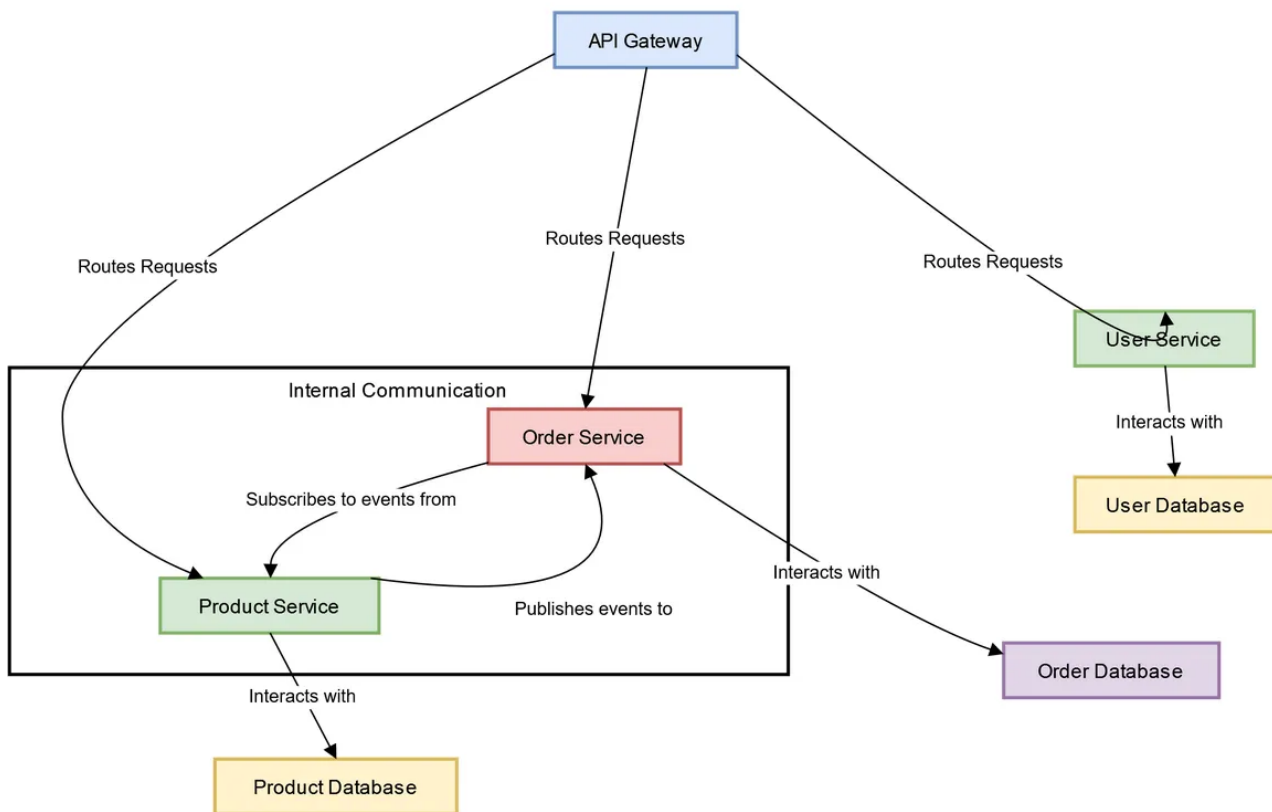 API Gateway
Routes Requests
Routes Requests
Routes Requests
User Service
Internal Communication
Order Service
Interacts with
Subscribes to events from
User Database
Interacts with
Product Service
Publishes events to
Order Database
Interacts with
Product Database